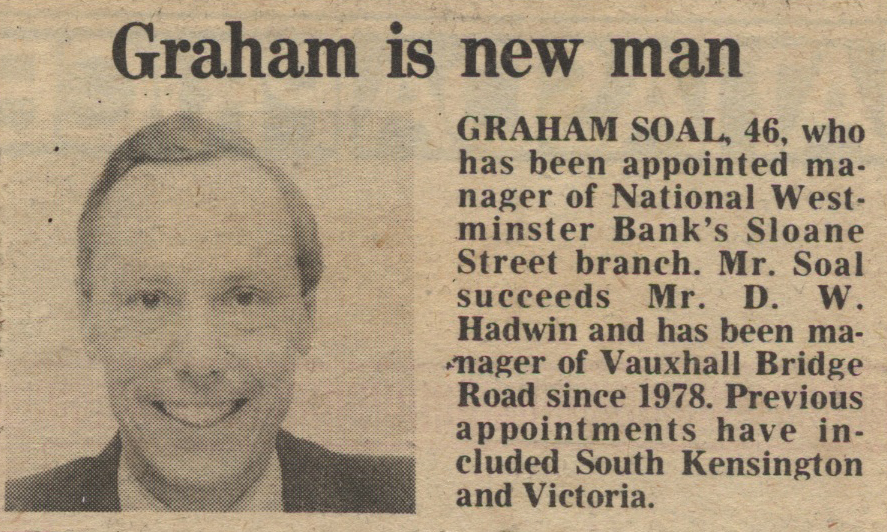 Graham is new man
GRAHAM SOAL, 46, who
has been appointed ma-
nager of National West-
minster Bank's Sloane
Street branch. Mr. Soal
succeeds Mr. D. W.
Hadwin and has been ma-
nager of Vauxhall Bridge
Road since 1978. Previous
appointments have in-
cluded South Kensington
and Victoria.